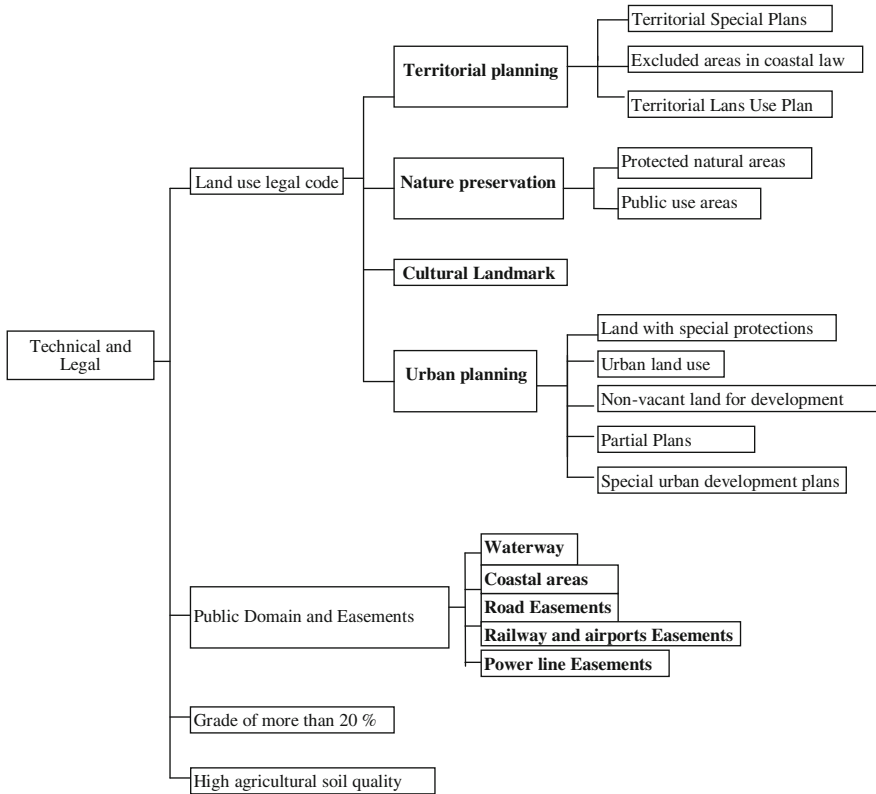 Territorial Special Plans
Excluded areas in coastal law
Territorial planning
Territorial Lans Use Plan
Protected natural areas
Land use legal code
Nature preservation
Public use areas
Cultural Landmark
Land with special protections
Technical and
Legal
Urban land use
Urban planning
Non-vacant land for development
Partial Plans
Special urban development plans
Waterway
Coastal areas
Public Domain and Easements
Road Easements
Railway and airports Easements
Power line Easements
Grade of more than 20 %
High agricultural soil quality